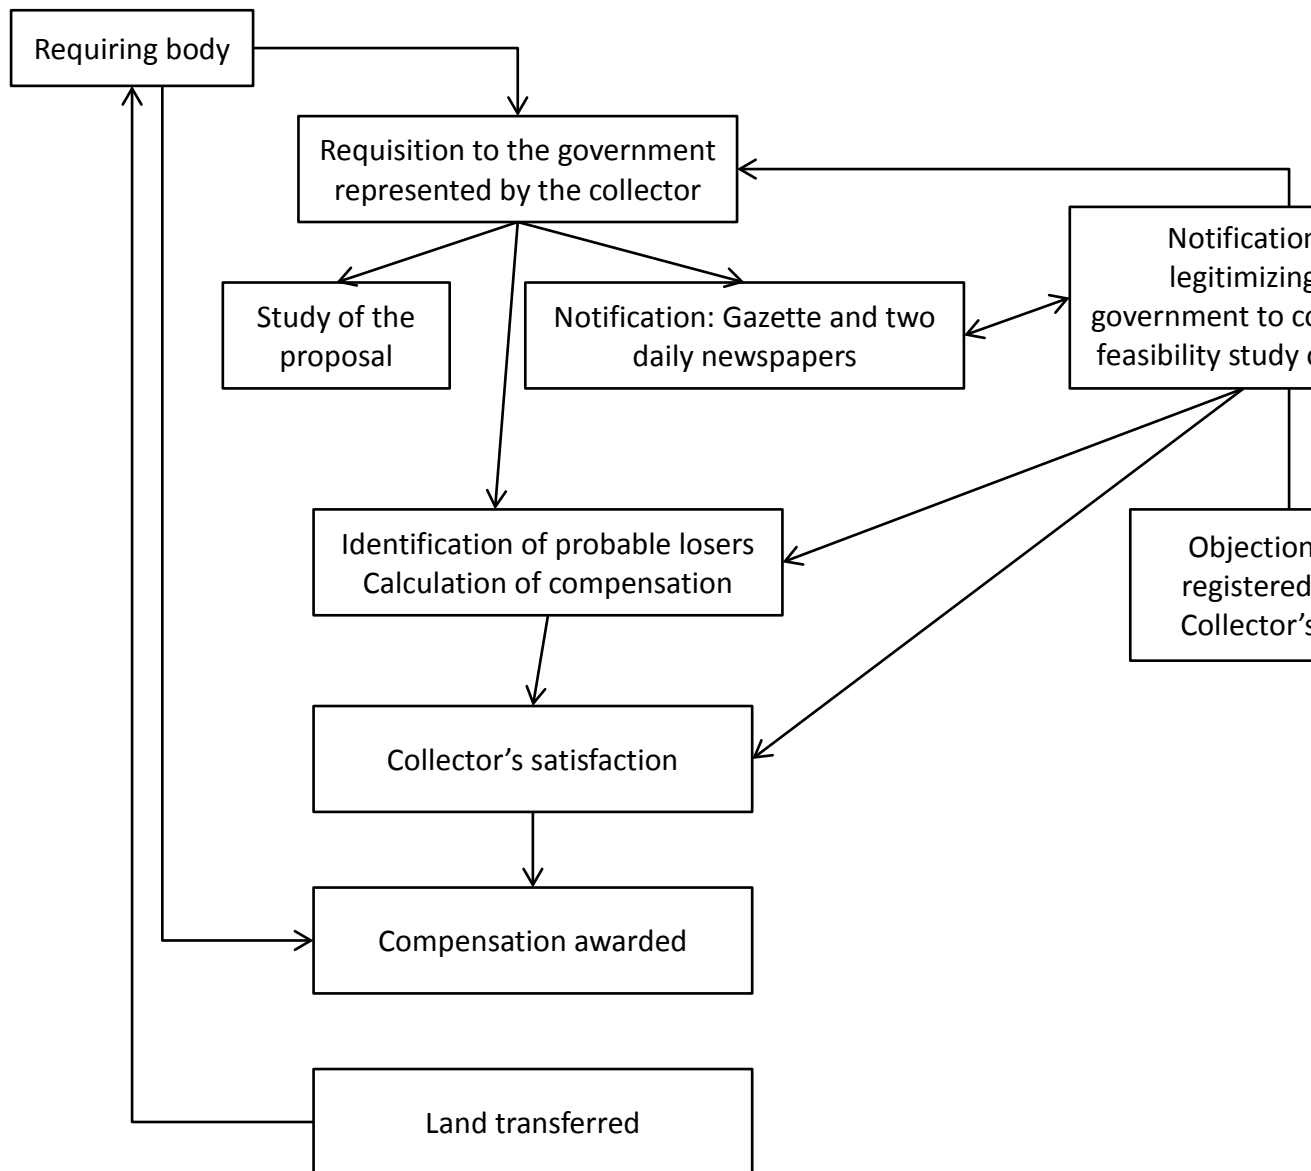 Requiring body
Requisition to the government
represented by the collector
Study of the
proposal
Notification: Gazette and two
daily newspapers
Notification
legitimizing
government to
feasibility study
Identification of probable losers
Calculation of compensation
Objection
registered
Collector's
Collector's satisfaction
Compensation awarded
Land transferred